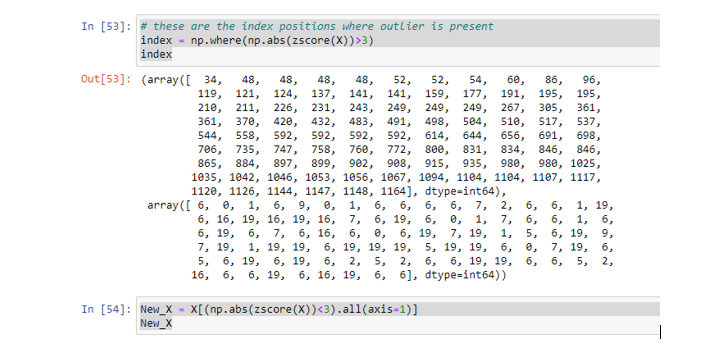 In [53]: # these are the index positions where outlier is present
index = np.where(np.abs(zscore(X))>3)
index
Out[53]: (array([ 34, 48, 48, 48, 48, 52, 52, 54, 60, 86, 96,
119, 121, 124, 137, 141, 141, 159, 177, 191, 195, 195,
210, 211, 226, 231, 243, 249, 249, 249, 267, 305, 361,
361, 370, 420, 432, 483, 491, 498, 504, 510, 517, 537,
544, 558, 592, 592, 592, 592, 614, 644, 656, 691, 698,
706, 735, 747, 758, 760, 772, 800, 831, 834, 846, 846,
865, 884, 897, 899, 902, 908, 915, 935, 980, 980, 1025,
1035, 1042, 1046, 1053, 1056, 1067, 1094, 1104, 1104, 1107, 1117,
1120, 1126, 1144, 1147, 1148, 1164], dtype=int64),
array([ 6, 0, 1, 6, 9, 0, 1, 6, 6, 6, 6, 7, 2, 6, 6, 1, 19,
6, 16, 19, 16, 19, 16, 7, 6, 19, 6, 0, 1, 7, 6, 6, 1, 6,
6, 19, 6, 7, 6, 16, 6, 0, 6, 19, 7, 19, 1, 5, 6, 19, 9,
7, 19, 1, 19, 19, 6, 19, 19, 19, 5, 19, 19, 6, 0, 7, 19, 6,
5, 6, 19, 6, 19, 6, 2, 5, 2, 6, 6, 19, 19, 6, 6, 5, 2,
16, 6, 6, 19, 6, 16, 19, 6, 6], dtype=int64))
In [54]: New_X = X[(np.abs(zscore(X))<3).all(axis=1)]
New_X